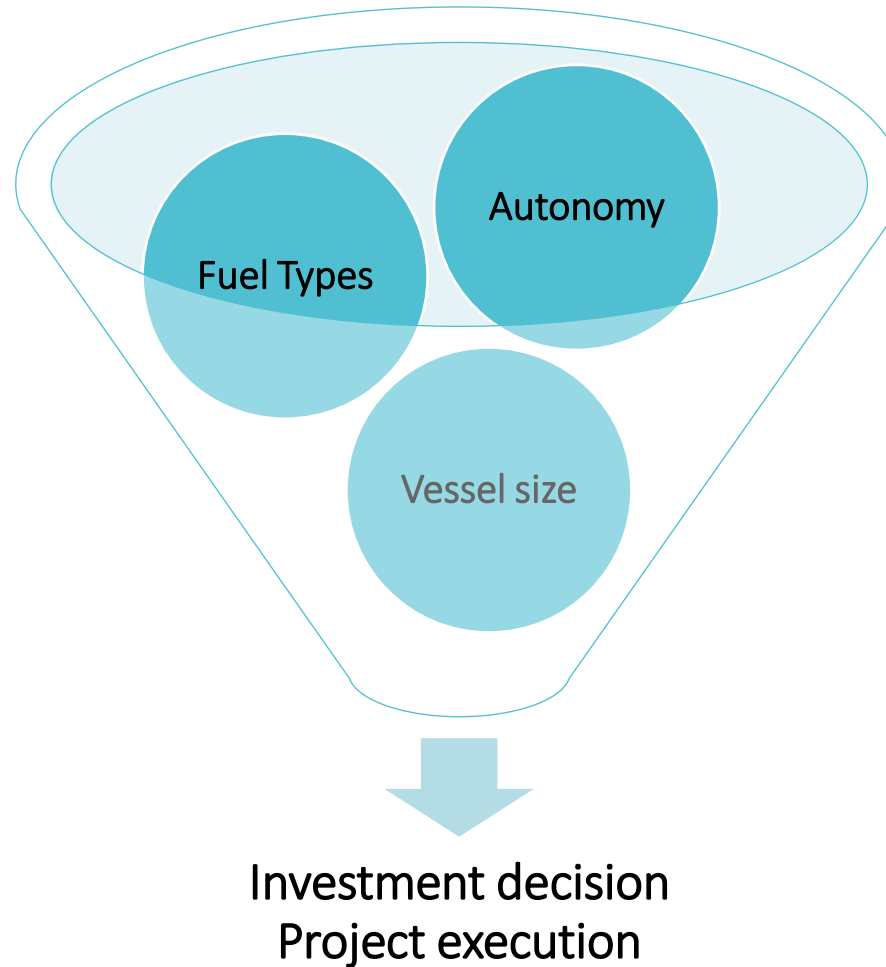 Autonomy
Fuel Types
Vessel size
Investment decision
Project execution